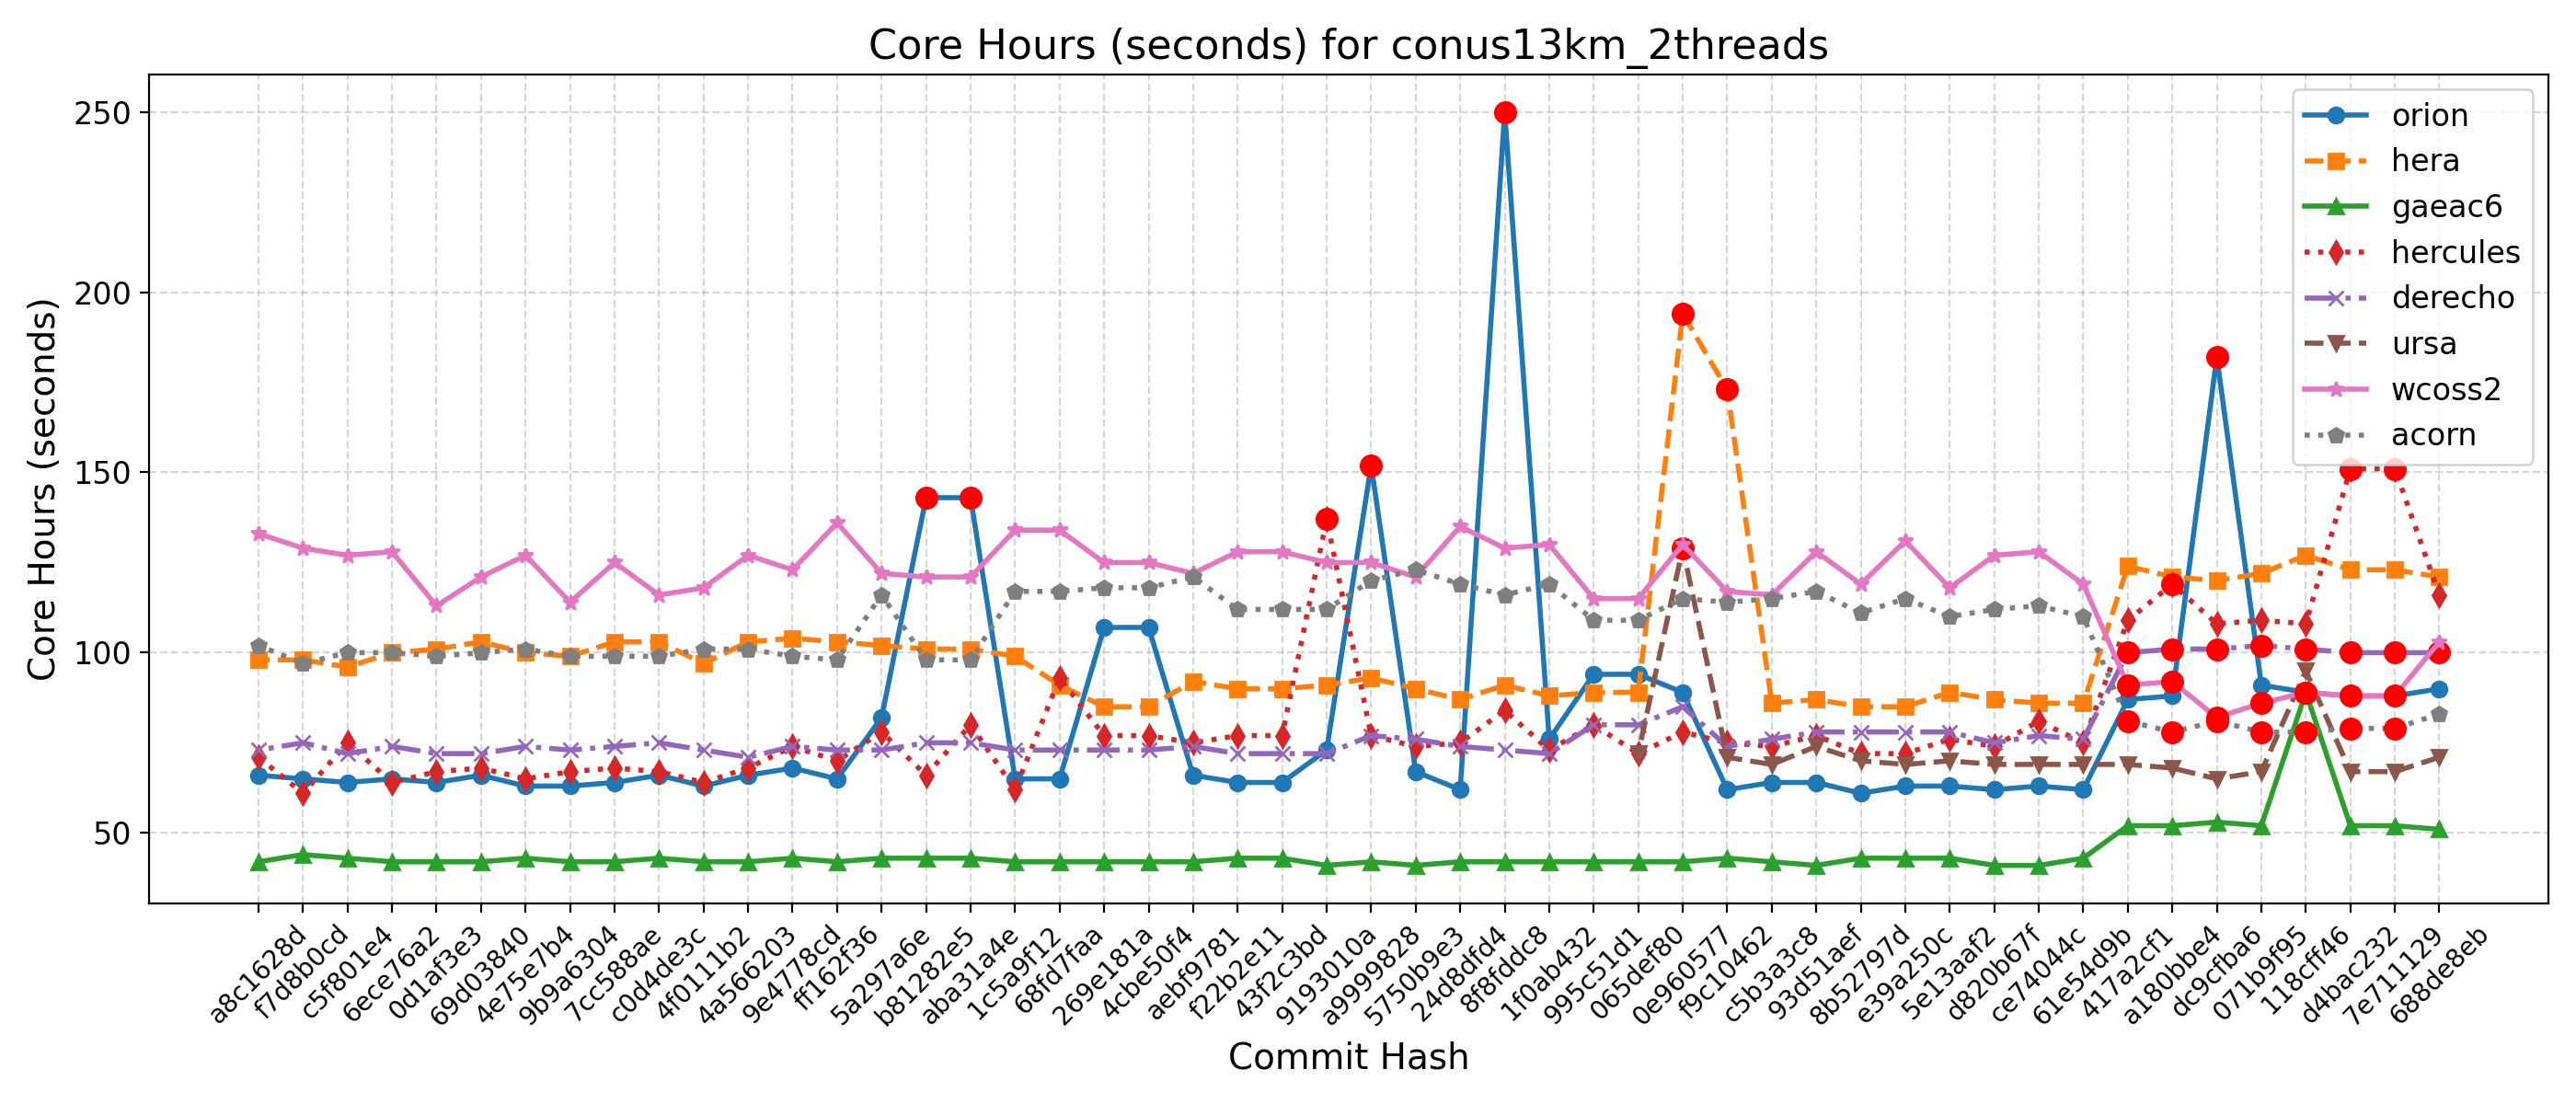 Core Hours (seconds) for conus13km_2threads
Core Hours (seconds)
250
200
150
100
50
orion
hera
gaeac6
hercules
derecho
ursa
wcoss2
acorn
a8c1628d
f7d8b0cd
c5f801e4
6ece76a2
0d1af3e3
69d03840
4e75e7b4
9b9a6304
7cc588ae
c0d4de3c
4f0111b2
4a566203
9e4778cd
ff162f36
5a297a6e
b81282e5
aba31a4e
1c5a9f12
68fd7faa
269e181a
4cbe50f4
aebf9781
f22b2e11
43f2c3bd
9193010a
a9999828
5750b9e3
24d8dfd4
8f8fddc8
1f0ab432
995c51d1
065def80
0e960577
f9c10462
c5b3a3c8
93d51aef
8b52797d
e39a250c
5e13aaf2
d820b67f
ce74044c
61e54d9b
417a2cf1
a180bbe4
dc9cfba6
071b9f95
118cff46
d4bac232
7e711129
688de8eb
Commit Hash